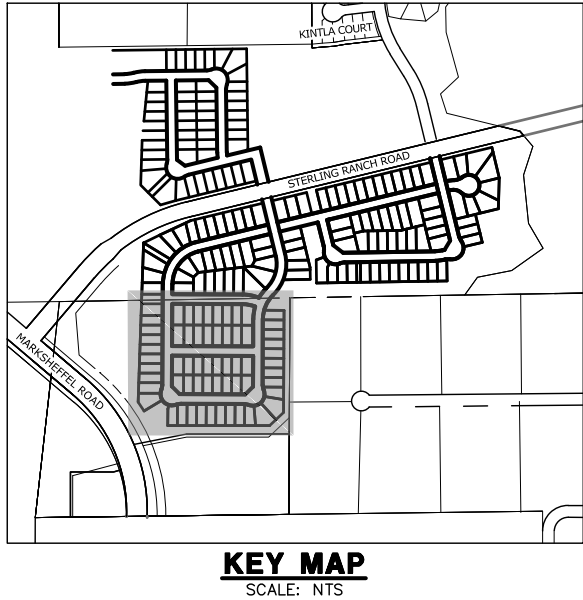 KINTLA COURT
STERLING RANCH ROAD
MARKSHEFFEL ROAD
KEY MAP
SCALE: NTS